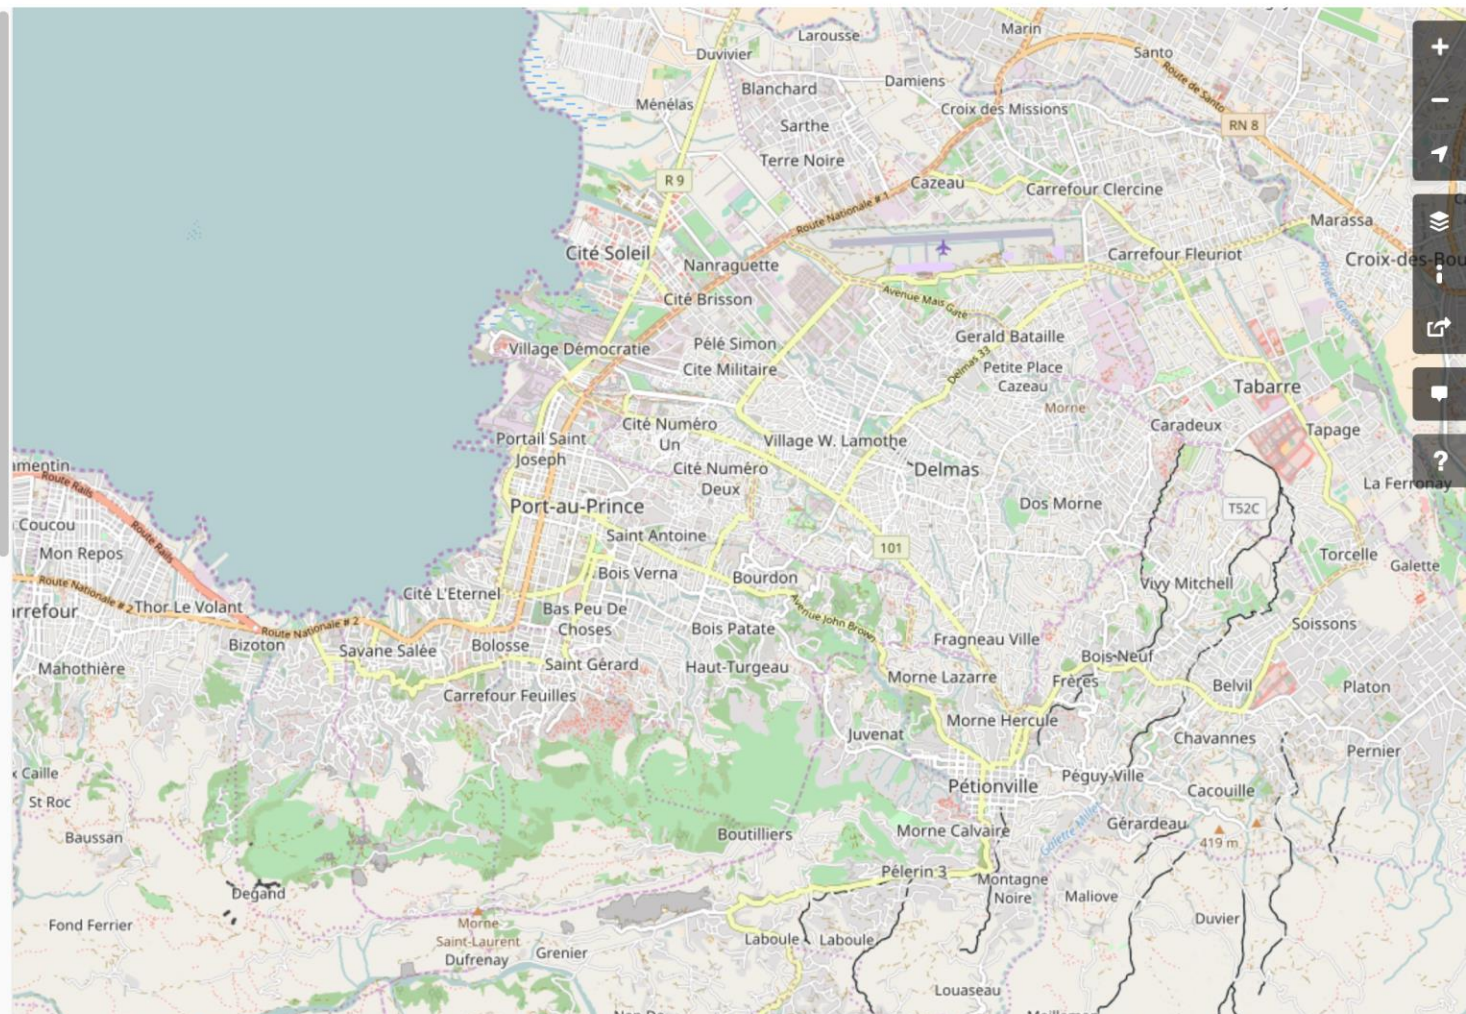 Larousse
Marin
Santo
Duvivier
Route de Santo
Damiens
Blanchard
Ménélas
Croix des Missions
Sarthe
RN 8
Terre Noire
R 9
Cazeau
Carrefour Clercine
Route Nationale # 1
Marassa
Cité Soleil
Carrefour Fleuriot
Nanraguette
Croix-des-Bou
Cité Brisson
Avenue Mais Gaté
Gerald Bataille
Pélé Simon
Village Démocratie
Delmas 33
Cite Militaire
Petite Place
Cazeau
Tabarre
Morne
Cité Numéro
Un
Caradeux
Tapage
Portail Saint
Joseph
Village W. Lamothe
Cité Numéro
Deux
Delmas
amentin
Route Rails
La Ferronay
Port-au-Prince
Dos Morne
T52C
Coucou
Route Rails
Saint Antoine
101
Mon Repos
Torcelle
Galette
Bois Verna
Bourdon
Vivy Mitchell
Route Nationale # 2
Cité L'Eternel
rrefour
Thor Le Volant
Bas Peu De
Choses
Avenue John Brown
Soissons
Route Nationale # 2
Bois Patate
Fragneau Ville
Bizoton
Savane Salée
Bolosse
Bois-Neuf
Mahothière
Saint Gérard
Haut-Turgeau
Morne Lazarre
Frères
Belvil
Platon
Carrefour Feuilles
Morne Hercule
Juvenat
Chavannes
Pernier
x Caille
Péguy-Ville
Pétionville
Cacouille
St Roc
Baussan
Boutilliers
Morne Calvaire
Gérardeau
419 m
Pélerin 3
Montagne
Noire
Degand
Maliove
Fond Ferrier
Morne
Saint-Laurent
Duvier
Laboule
Laboule
Dufrenay
Grenier
Louaseau